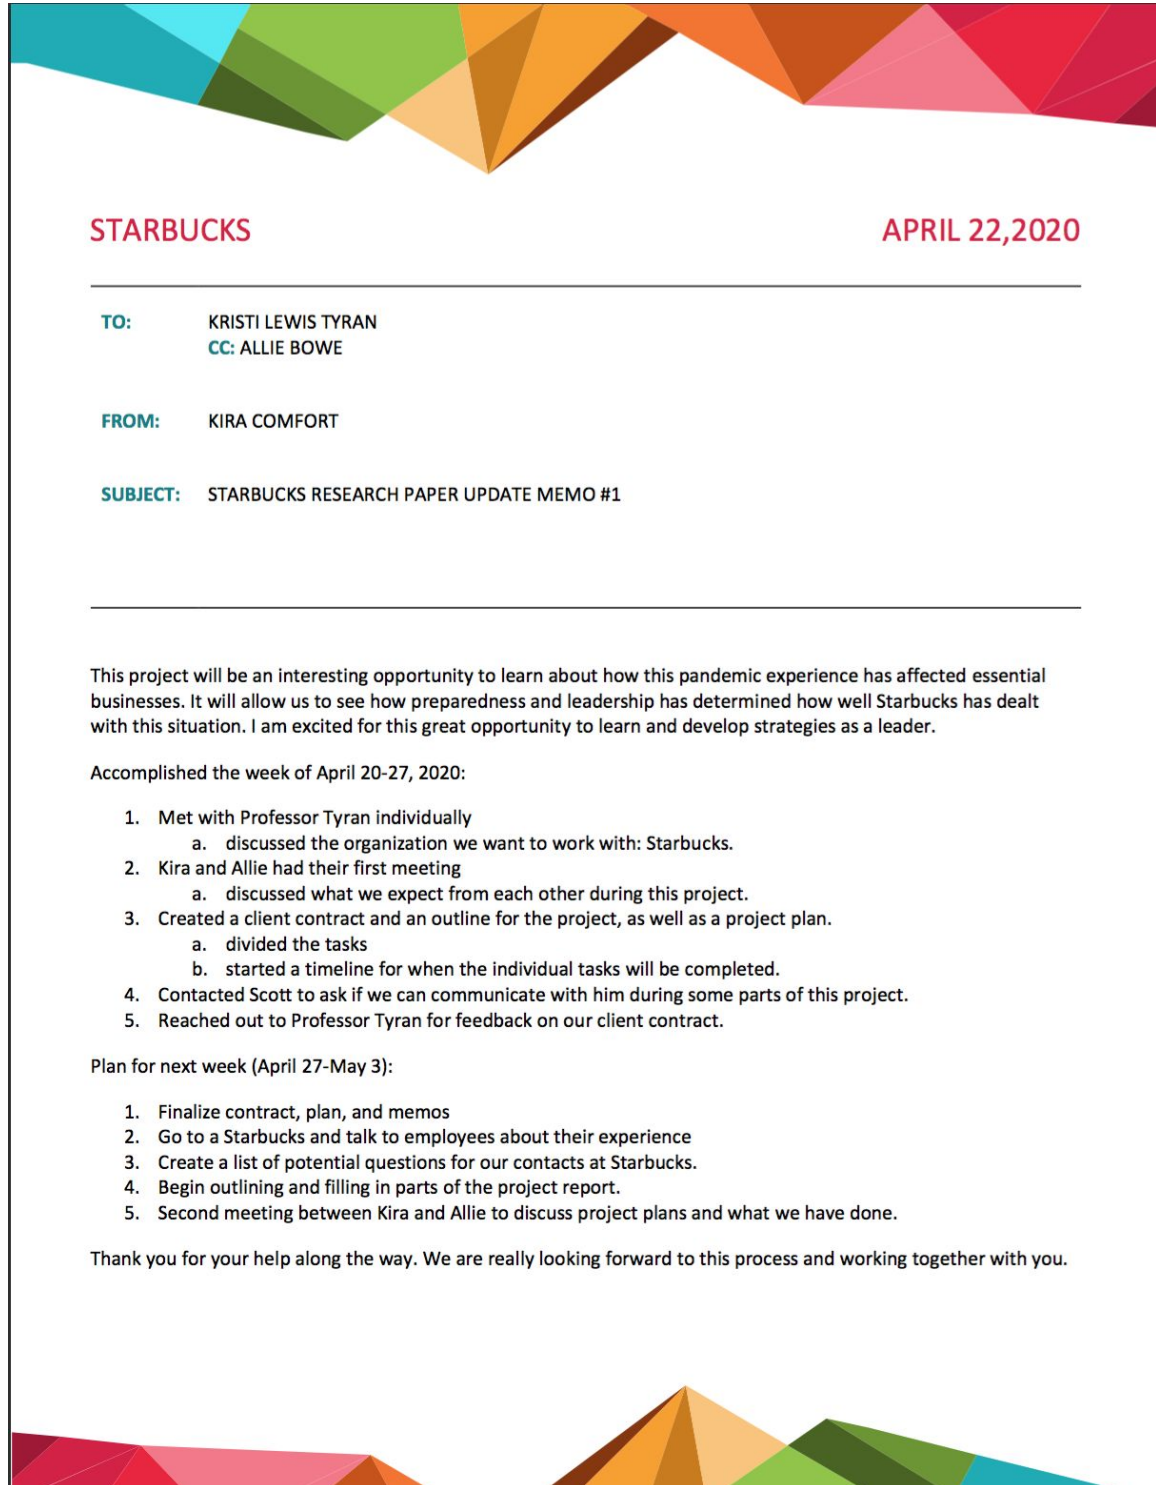 STARBUCKS APRIL 22,2020
TO: KRISTI LEWIS TYRAN
CC: ALLIE BOWE
FROM: KIRA COMFORT
SUBJECT: STARBUCKS RESEARCH PAPER UPDATE MEMO #1
This project will be an interesting opportunity to learn about how this pandemic experience has affected essential
businesses. It will allow us to see how preparedness and leadership has determined how well Starbucks has dealt
with this situation. I am excited for this great opportunity to learn and develop strategies as a leader.
Accomplished the week of April 20-27, 2020:
1. Met with Professor Tyran individually
a. discussed the organization we want to work with: Starbucks.
2. Kira and Allie had their first meeting
a. discussed what we expect from each other during this project.
3. Created a client contract and an outline for the project, as well as a project plan.
a. divided the tasks
b. started a timeline for when the individual tasks will be completed.
4. Contacted Scott to ask if we can communicate with him during some parts of this project.
5. Reached out to Professor Tyran for feedback on our client contract.
Plan for next week (April 27-May 3):
1. Finalize contract, plan, and memos
2. Go to a Starbucks and talk to employees about their experience
3. Create a list of potential questions for our contacts at Starbucks.
4. Begin outlining and filling in parts of the project report.
5. Second meeting between Kira and Allie to discuss project plans and what we have done.
Thank you for your help along the way. We are really looking forward to this process and working together with you.